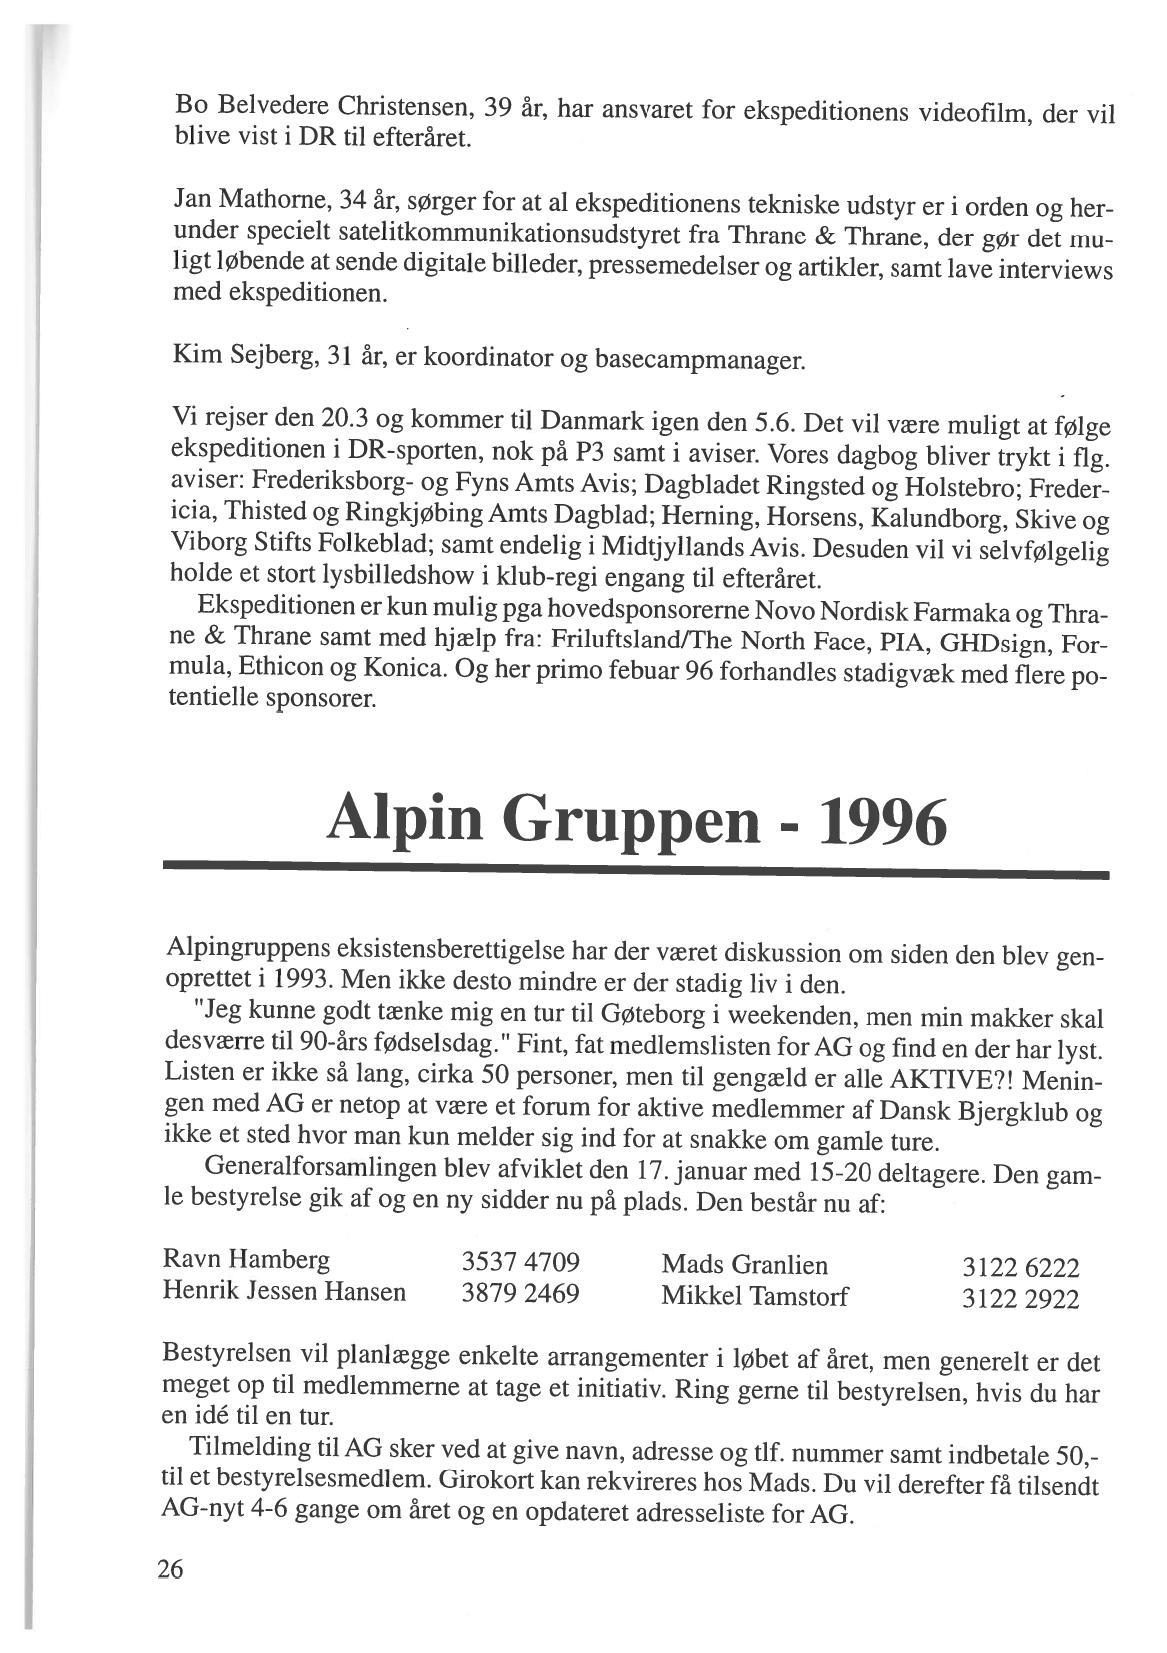 Bo Belvedere Christensen, 39 år, har ansvaret for ekspeditionens videofilm, der vil
blive vist i DR til efteråret.
Jan Mathorne, 34 år, sørger for at al ekspeditionens tekniske udstyr er i orden og her-
under specielt satelitkommunikationsudstyret fra Thrane & Thrane, der gør det mu-
ligt løbende at sende digitale billeder, pressemedelser og artikler, samt lave interviews
med ekspeditionen.
Kim Sejberg, 31 år, er koordinator og basecampmanager.
Vi rejser den 20.3 og kommer til Danmark igen den 5.6. Det vil være muligt at følge
ekspeditionen i DR-sporten, nok på P3 samt i aviser. Vores dagbog bliver trykt i flg.
aviser: Frederiksborg- og Fyns Amts Avis; Dagbladet Ringsted og Holstebro; Freder-
icia, Thisted og Ringkjøbing Amts Dagblad; Herning, Horsens, Kalundborg, Skive og
Viborg Stifts Folkeblad; samt endelig i Midtjyllands Avis. Desuden vil vi selvfølgelig
holde et stort lysbilledshow i klub-regi engang til efteråret.
Ekspeditionen er kun mulig pga hovedsponsorerne Novo Nordisk Farmaka og Thra-
ne & Thrane samt med hjælp fra: Friluftsland/The North Face, PIA, GHDsign, For-
mula, Ethicon og Konica. Og her primo febuar 96 forhandles stadigvæk med flere po-
tentielle sponsorer.
Alpin Gruppen - 1996
Alpingruppens eksistensberettigelse har der været diskussion om siden den blev gen-
oprettet i 1993. Men ikke desto mindre er der stadig liv i den.
"Jeg kunne godt tænke mig en tur til Gøteborg i weekenden, men min makker skal
desværre til 90-års fødselsdag." Fint, fat medlemslisten for AG og find en der har lyst.
Listen er ikke så lang, cirka 50 personer, men til gengæld er alle AKTIVE?! Menin-
gen med AG er netop at være et forum for aktive medlemmer af Dansk Bjergklub og
ikke et sted hvor man kun melder sig ind for at snakke om gamle ture.
Generalforsamlingen blev afviklet den 17. januar med 15-20 deltagere. Den gam-
le bestyrelse gik af og en ny sidder nu på plads. Den består nu af:
Ravn Hamberg 3537 4709 Mads Granlien 3122 6222
Henrik Jessen Hansen 3879 2469 Mikkel Tamstorf 3122 2922
Bestyrelsen vil planlægge enkelte arrangementer i løbet af året, men generelt er det
meget op til medlemmerne at tage et initiativ. Ring gerne til bestyrelsen, hvis du har
en idé til en tur.
Tilmelding til AG sker ved at give navn, adresse og tlf. nummer samt indbetale 50,-
til et bestyrelsesmedlem. Girokort kan rekvireres hos Mads. Du vil derefter få tilsendt
AG-nyt 4-6 gange om året og en opdateret adresseliste for AG.
26